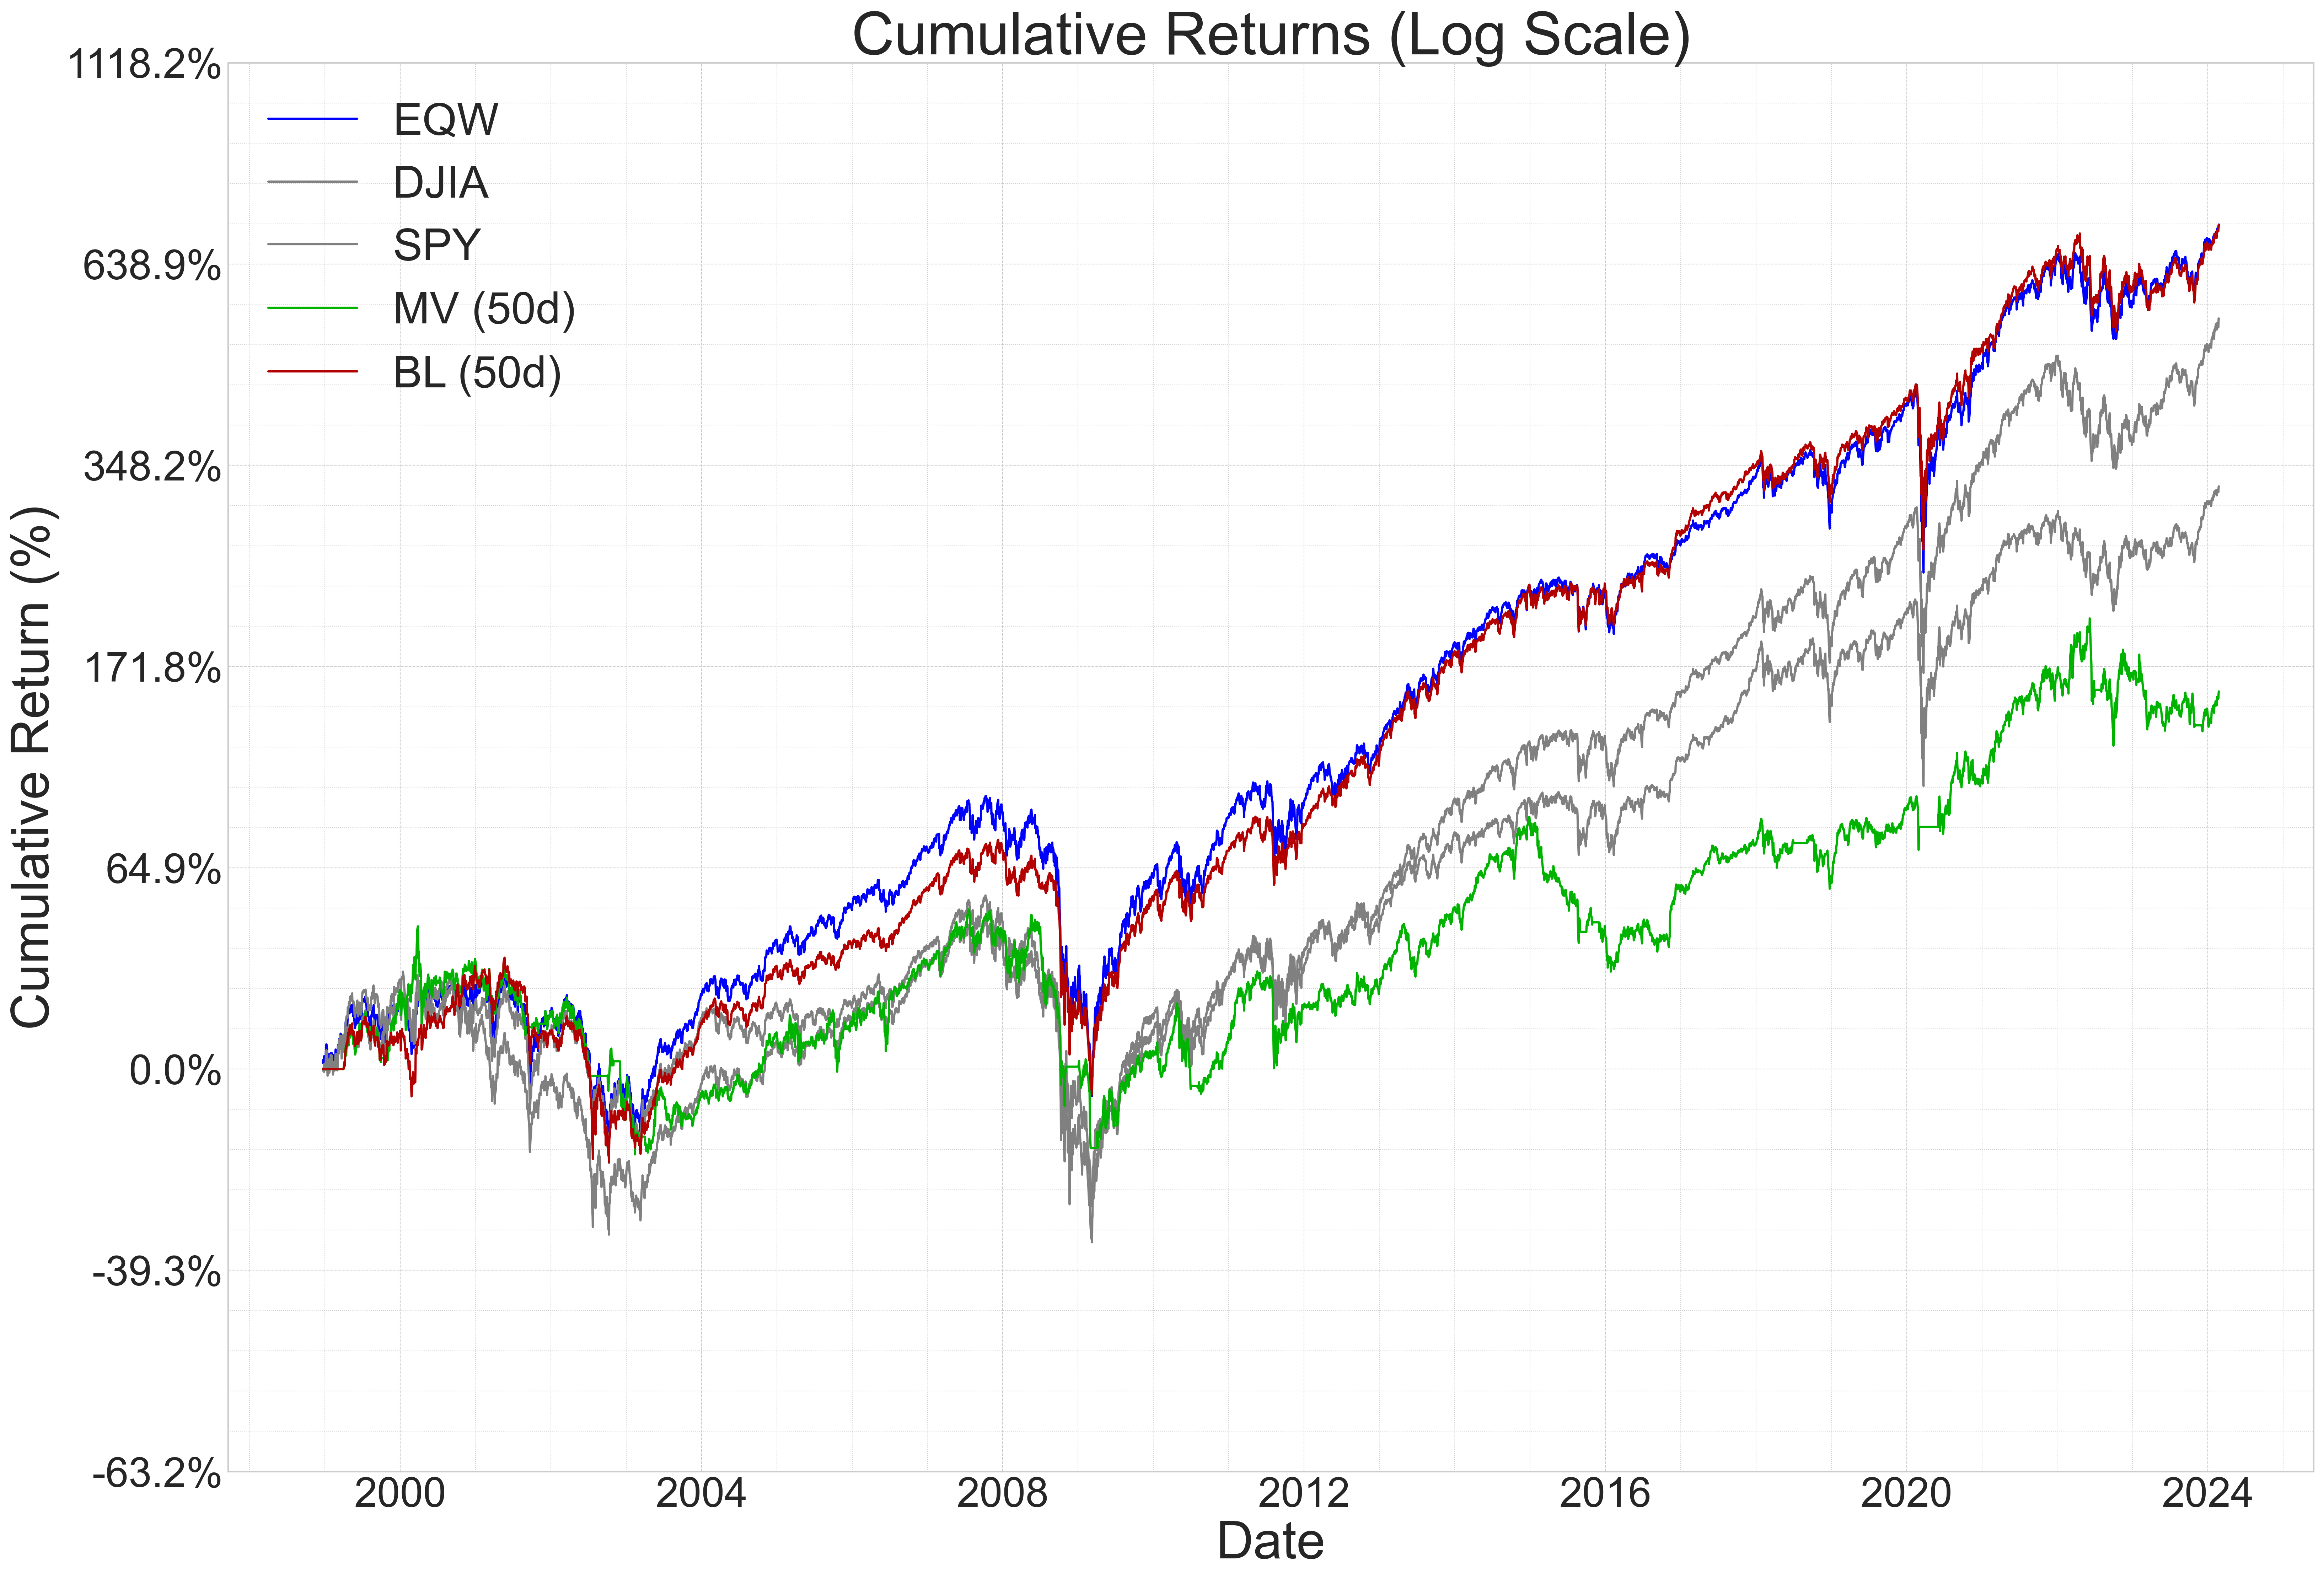 Cumulative Returns (Log Scale)
1118.2%
638.9%
348.2%
171.8%
64.9%
0.0%
-39.3%
-63.2%
Cumulative Return (%)
EQW
DJIA
SPY
MV (50d)
BL (50d)
2000 2004 2008 2012 2016 2020 2024
Date